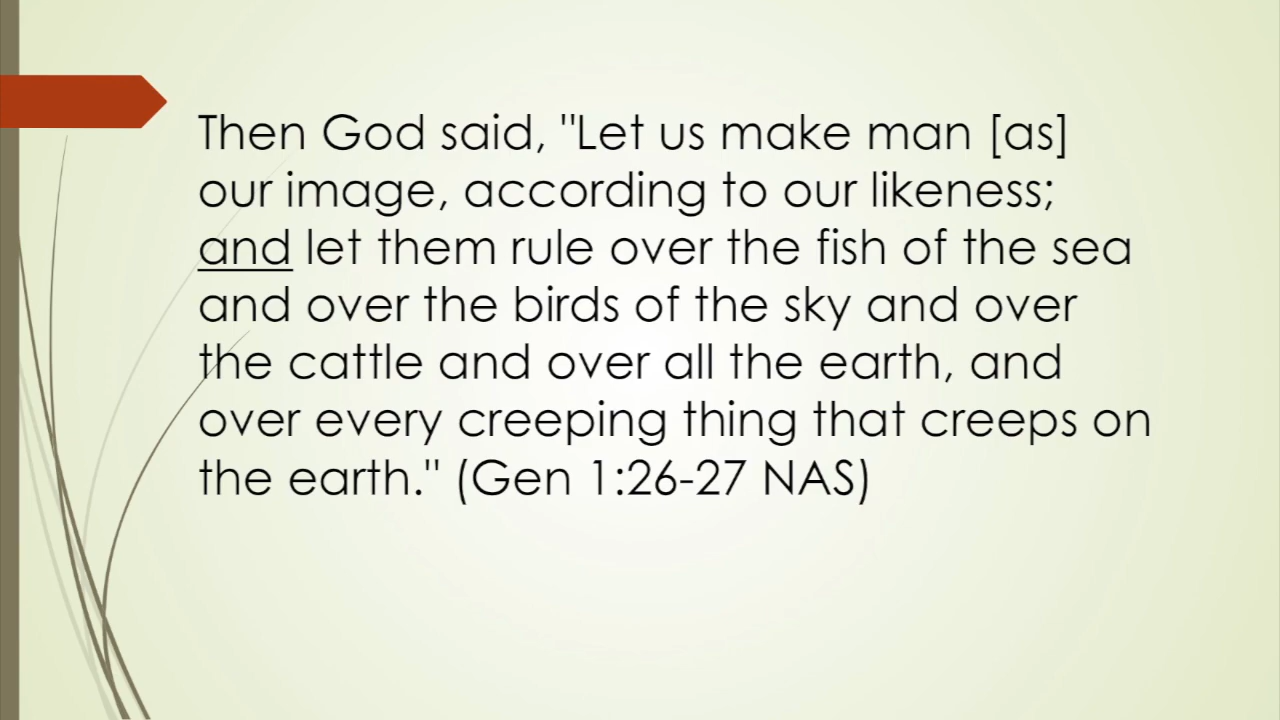 Then God said, "Let us make man [as]
our image, according to our likeness;
and let them rule over the fish of the sea
and over the birds of the sky and over
the cattle and over all the earth, and
over every creeping thing that creeps on
the earth." (Gen 1:26-27 NAS)